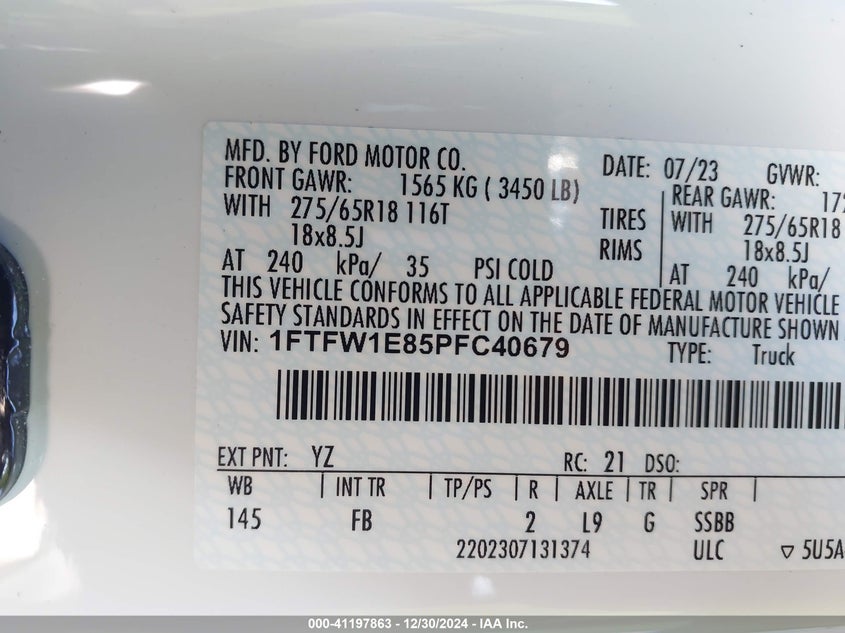 MFD. BY FORD MOTOR CO. DATE: 07/23 GVWR:
FRONT GAWR: 1565 KG ( 3450 LB) REAR GAWR: 172
WITH 275/65R18 116T TIRES WITH 275/65R18
18x8.5J RIMS 18x8.5J
AT 240 kPa/ 35 PSI COLD AT 240 kPa/
THIS VEHICLE CONFORMS TO ALL APPLICABLE FEDERAL MOTOR VEHICLE
SAFETY STANDARDS IN EFFECT ON THE DATE OF MANUFACTURE SHOWN
VIN: 1FTFW1E85PFC40679 TYPE: Truck
EXT PNT: YZ RC: 21 DSO:
WB INT TR TP/PS R AXLE TR SPR
145 FB 2 L9 G SSBB
2202307131374 ULC ▽ 5U5A
000-41197863 - 12/30/2024 - IAA Inc.